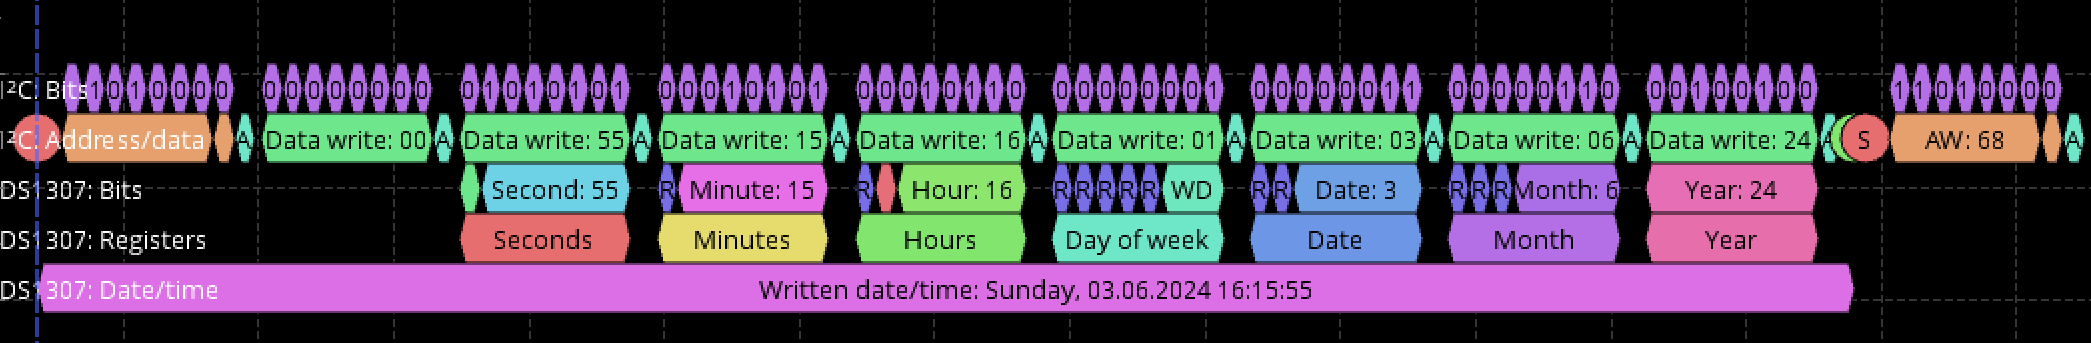 I²C: Bits 1 0 1 0 0 0 0 0 0 0 0 0 0 0 0 0 1 0 1 0 1 0 1 0 0 0 1 0 1 0 1 0 0 0 1 0 1 1 0 0 0 0 0 0 0 0 1 0 0 0 0 0 0 1 1 0 0 0 0 0 1 1 0 0 0 1 0 0 1 0 0 1 1 0 1 0 0 0 0
I²C: Address/data A Data write: 00 A Data write: 55 A Data write: 15 A Data write: 16 A Data write: 01 A Data write: 03 A Data write: 06 A Data write: 24 A S AW: 68 A
DS1307: Bits Second: 55 R Minute: 15 R Hour: 16 R R R R R WD R R Date: 3 R R R Month: 6 Year: 24
DS1307: Registers Seconds Minutes Hours Day of week Date Month Year
DS1307: Date/time Written date/time: Sunday, 03.06.2024 16:15:55